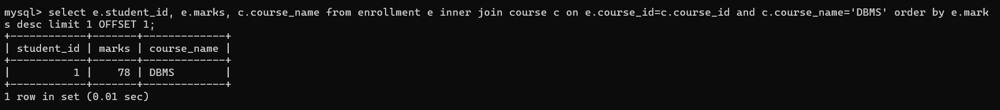 mysql> select e.student_id, e.marks, c.course_name from enrollment e inner join course c on e.course_id=c.course_id and c.course_name='DBMS' order by e.mark
s desc limit 1 OFFSET 1;
+------------+-------+-------------+
| student_id | marks | course_name |
+------------+-------+-------------+
|          1 |    78 | DBMS        |
+------------+-------+-------------+
1 row in set (0.01 sec)